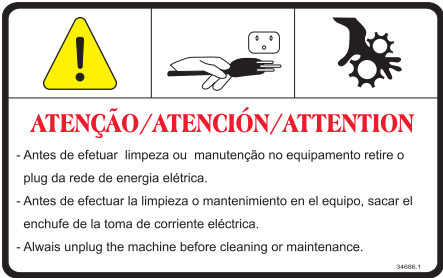 ATENÇÃO/ATENCIÓN/ATTENTION
- Antes de efetuar limpeza ou manutenção no equipamento retire o
plug da rede de energia elétrica.
- Antes de efectuar la limpieza o mantenimiento en el equipo, sacar el
enchufe de la toma de corriente eléctrica.
- Alwais unplug the machine before cleaning or maintenance.
34686.1